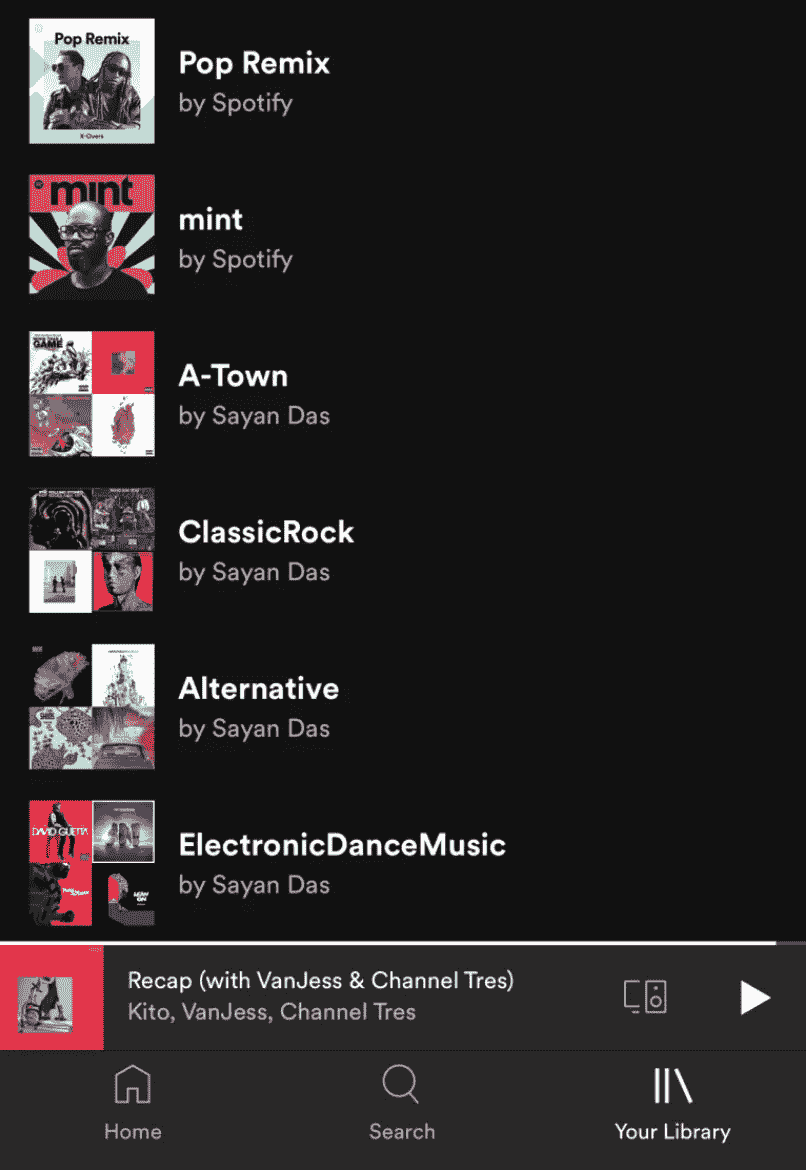 Pop Remix
X-Overs
Pop Remix
by Spotify
mint
mint
by Spotify
GAME
A-Town
by Sayan Das
ClassicRock
by Sayan Das
Alternative
by Sayan Das
DAVID GUETTA
LEAN
ON
ElectronicDanceMusic
by Sayan Das
Recap (with VanJess & Channel Tres)
Kito, VanJess, Channel Tres
Home
Search
Your Library